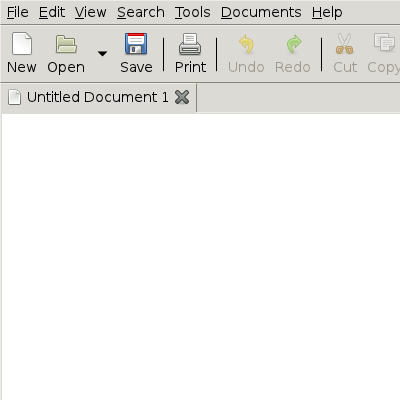 File Edit View Search Tools Documents Help
New Open Save Print Undo Redo Cut Copy
Untitled Document 1